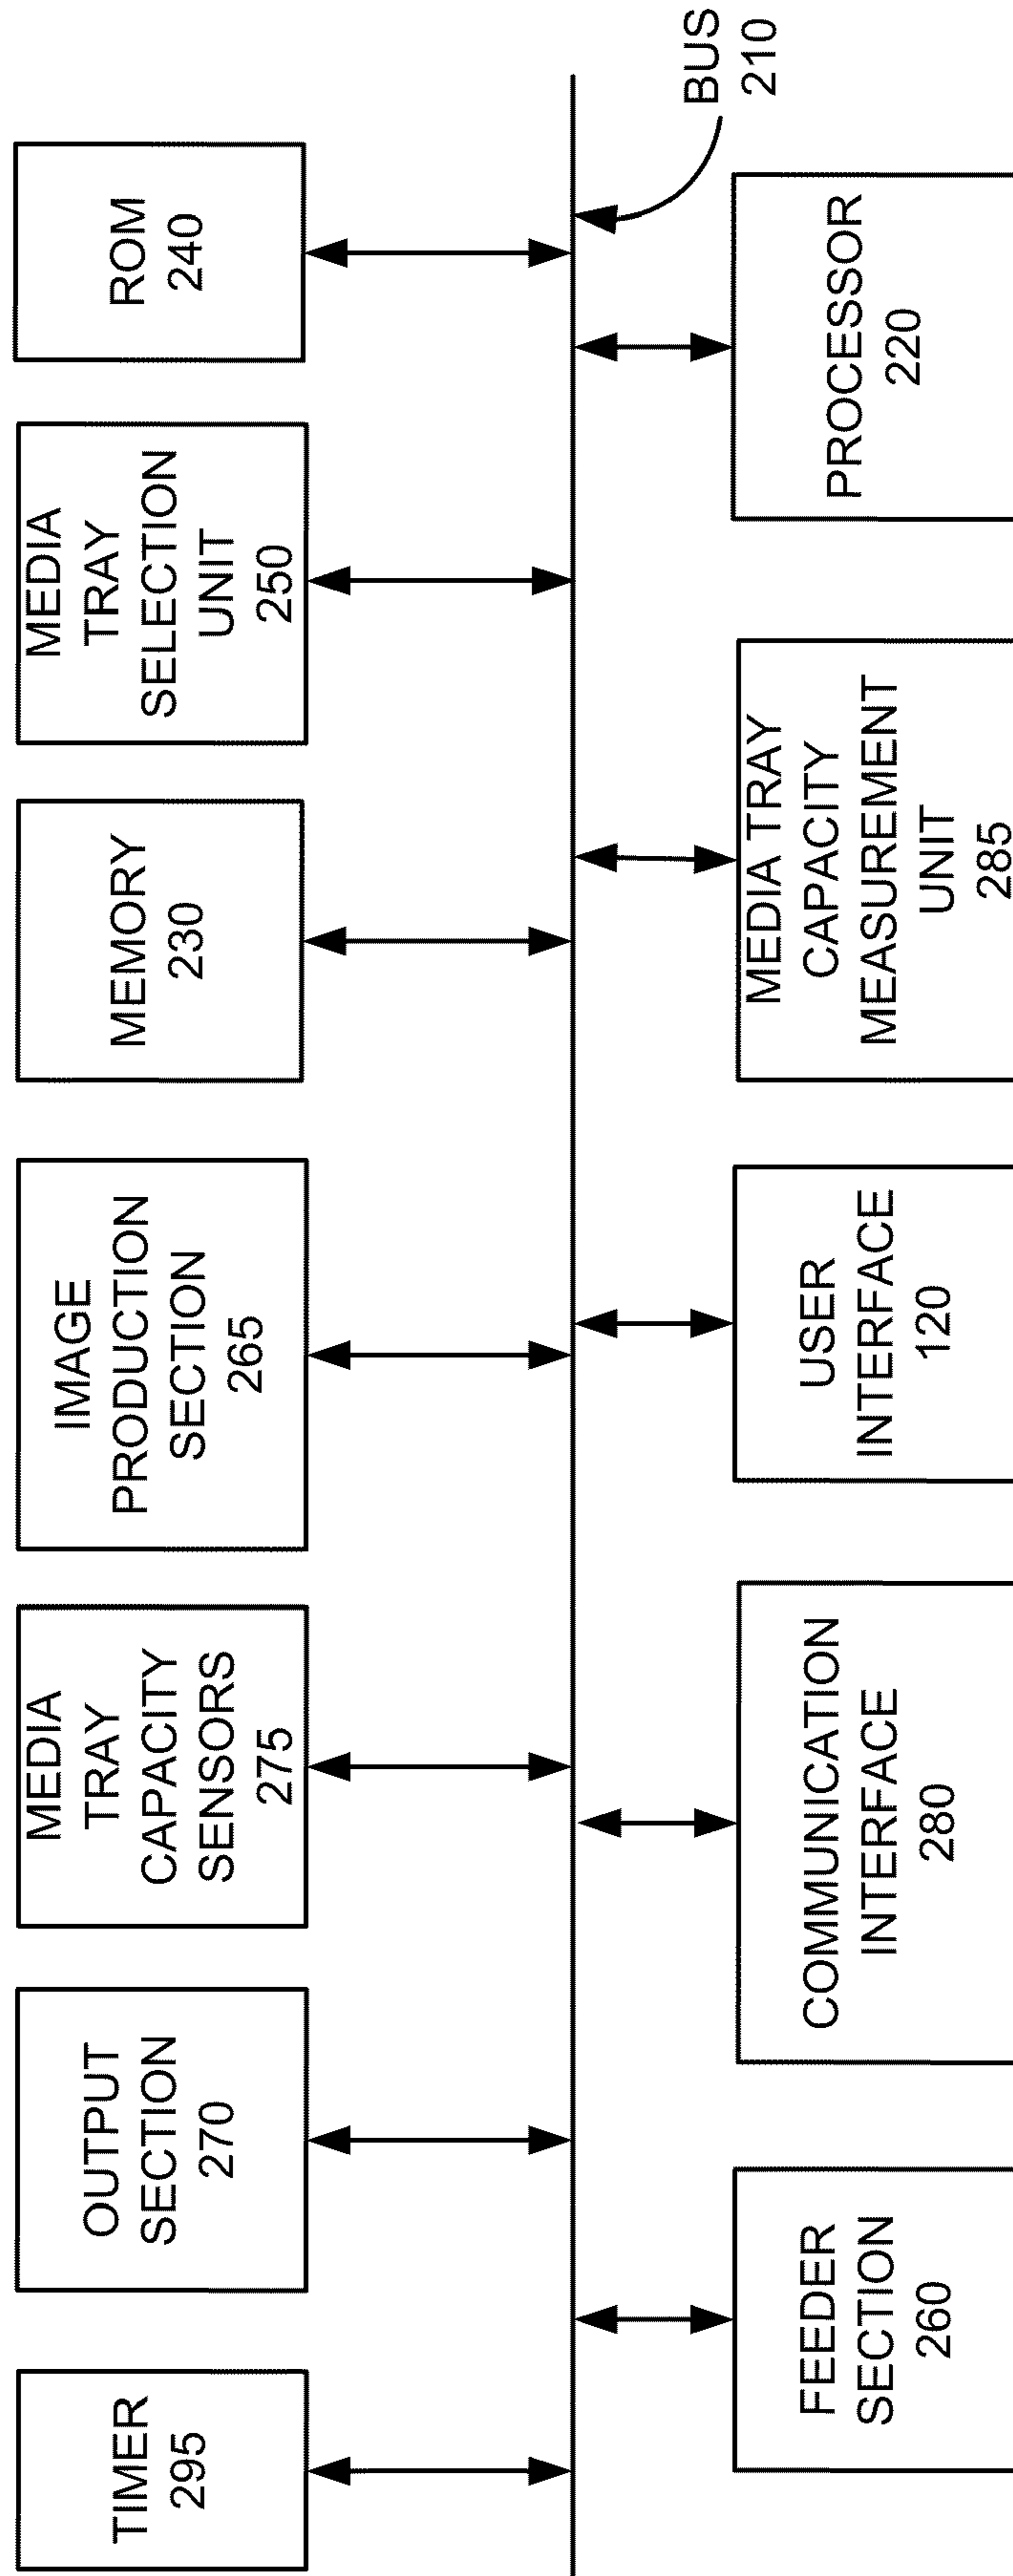 TIMER
295
OUTPUT
SECTION
270
MEDIA
TRAY
CAPACITY
SENSORS
275
IMAGE
PRODUCTION
SECTION
265
MEMORY
230
MEDIA
TRAY
SELECTION
UNIT
250
ROM
240
BUS
210
FEEDER
SECTION
260
COMMUNICATION
INTERFACE
280
USER
INTERFACE
120
MEDIA TRAY
CAPACITY
MEASUREMENT
UNIT
285
PROCESSOR
220